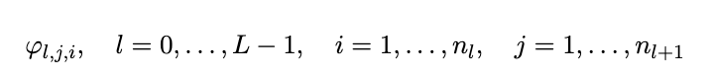 φ_{l,j,i}, l = 0, . . . , L − 1, i = 1, . . . , n_l, j = 1, . . . , n_{l+1}